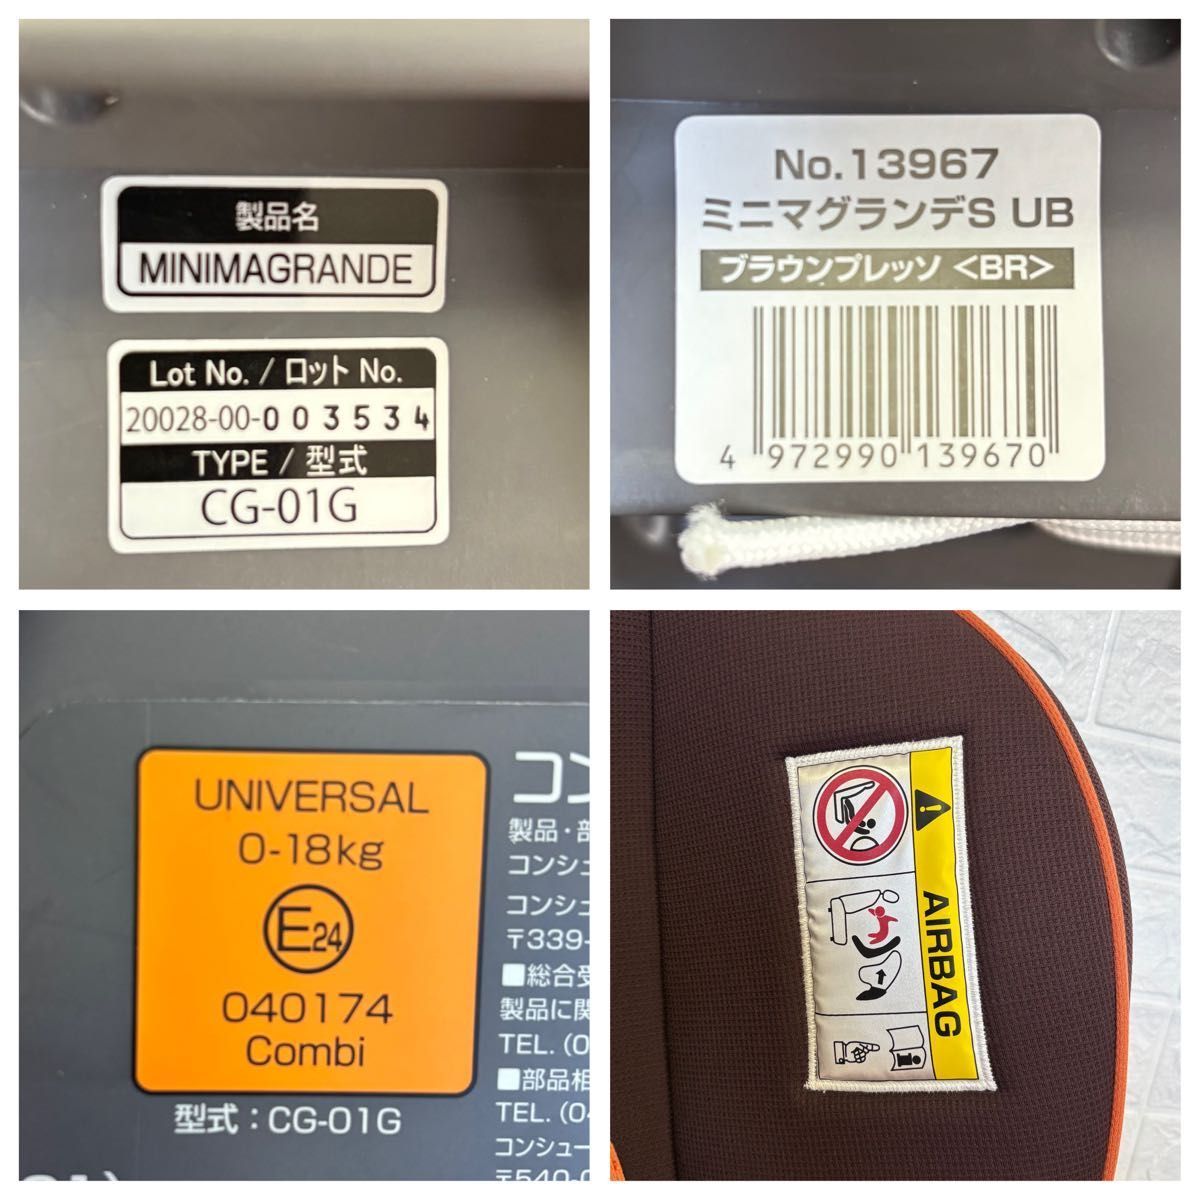 製品名
MINIMAGRANDE
Lot No. / ロット No.
20028-00-003534
TYPE / 型式
CG-01G
No.13967
ミニマグランデS UB
ブラウンプレッソ <BR>
4 972990 139670
UNIVERSAL
0-18kg
E24
040174
Combi
型式：CG-01G
コン
製品・部
コンシュ
コンシュ
〒339-
■総合受
製品に関
TEL. (0
■部品相
TEL. (04
コンシュー
〒540-0
AIRBAG